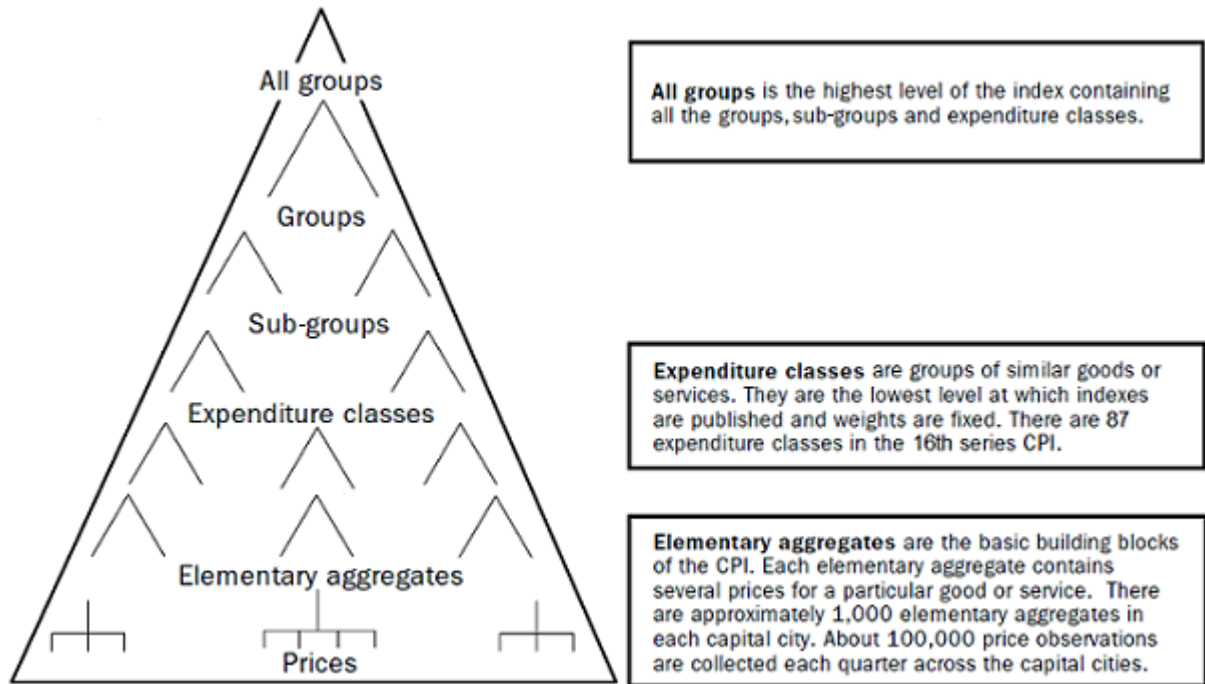 All groups
Groups
Sub-groups
Expenditure classes
Elementary aggregates
Prices
All groups is the highest level of the index containing
all the groups, sub-groups and expenditure classes.
Expenditure classes are groups of similar goods or
services. They are the lowest level at which indexes
are published and weights are fixed. There are 87
expenditure classes in the 16th series CPI.
Elementary aggregates are the basic building blocks
of the CPI. Each elementary aggregate contains
several prices for a particular good or service. There
are approximately 1,000 elementary aggregates in
each capital city. About 100,000 price observations
are collected each quarter across the capital cities.